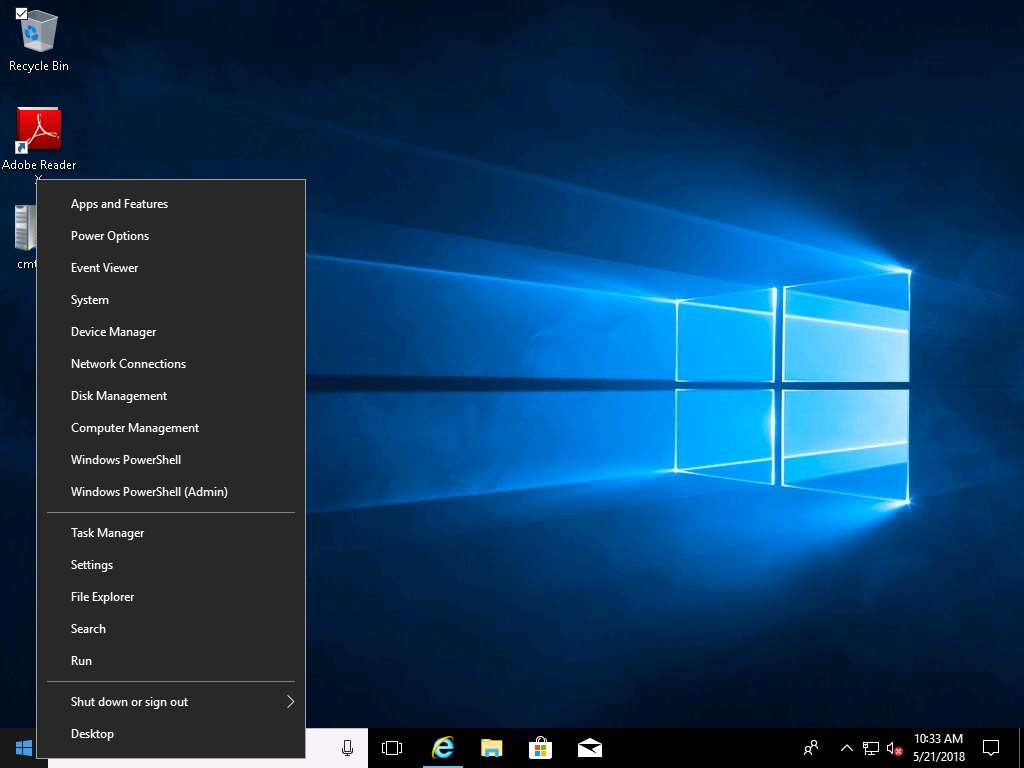 Recycle Bin
Adobe Reader
Apps and Features
Power Options
Event Viewer
System
Device Manager
Network Connections
Disk Management
Computer Management
Windows PowerShell
Windows PowerShell (Admin)
Task Manager
Settings
File Explorer
Search
Run
Shut down or sign out
Desktop
10:33 AM
5/21/2018